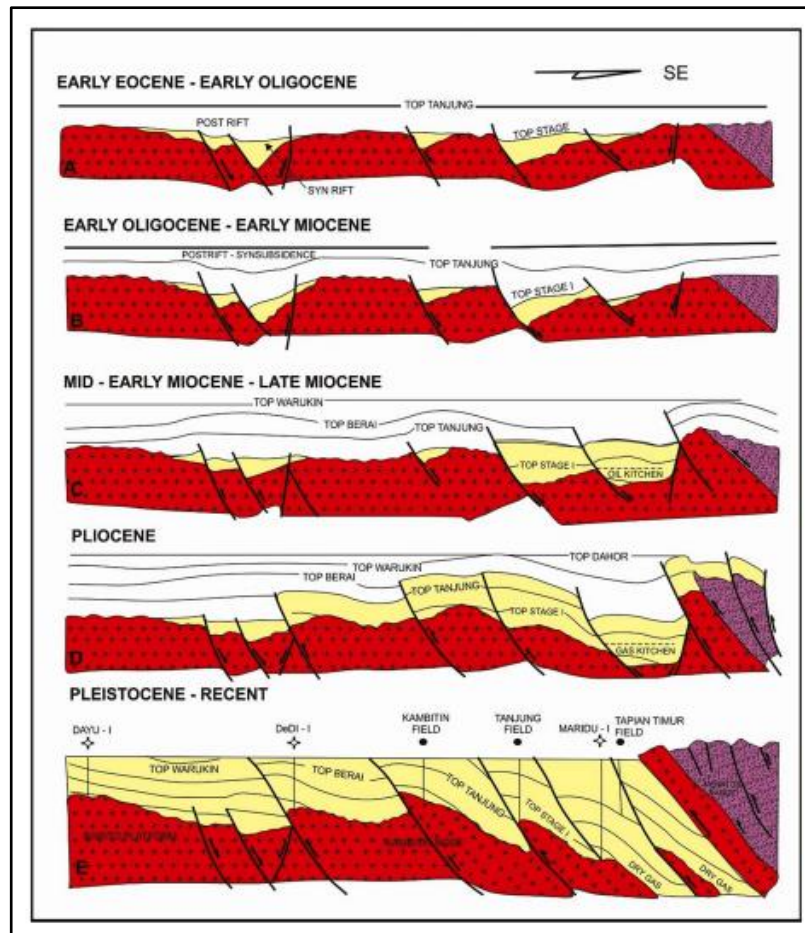 EARLY EOCENE - EARLY OLIGOCENE
SE
TOP TANJUNG
POST RIFT
TOP STAGE
A
SYN RIFT
EARLY OLIGOCENE - EARLY MIOCENE
POSTRIFT - SYNSUBSIDENCE
TOP TANJUNG
TOP STAGE I
B
MID - EARLY MIOCENE - LATE MIOCENE
TOP WARUKIN
TOP BERAI
TOP TANJUNG
TOP STAGE I
OIL KITCHEN
C
PLIOCENE
TOP DAHOR
TOP WARUKIN
TOP BERAI
TOP TANJUNG
TOP STAGE I
GAS KITCHEN
D
PLEISTOCENE - RECENT
DAYU - I
DeDI - I
KAMBITIN
FIELD
TANJUNG
FIELD
MARIDU - I
TAPIAN TIMUR
FIELD
TOP WARUKIN
TOP BERAI
TOP TANJUNG
TOP STAGE I
DRY GAS
DRY GAS
E